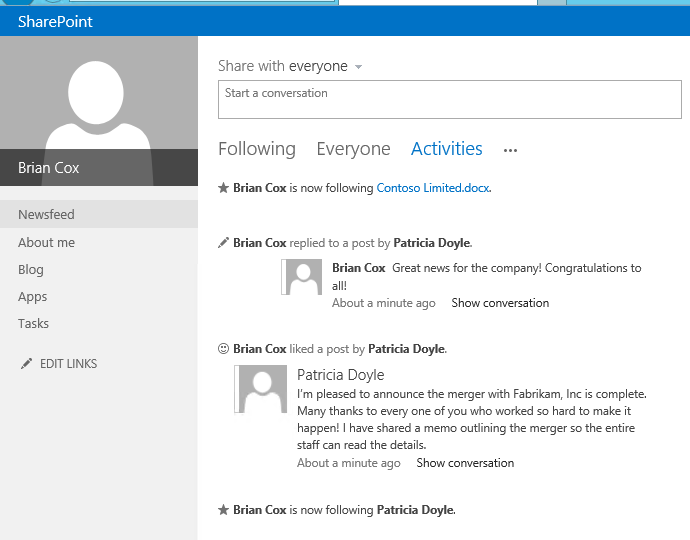 SharePoint
Brian Cox
Newsfeed
About me
Blog
Apps
Tasks
EDIT LINKS
Share with everyone
Start a conversation
Following Everyone Activities ...
Brian Cox is now following Contoso Limited.docx.
Brian Cox replied to a post by Patricia Doyle.
Brian Cox Great news for the company! Congratulations to
all!
About a minute ago Show conversation
Brian Cox liked a post by Patricia Doyle.
Patricia Doyle
I'm pleased to announce the merger with Fabrikam, Inc is complete.
Many thanks to every one of you who worked so hard to make it
happen! I have shared a memo outlining the merger so the entire
staff can read the details.
About a minute ago Show conversation
Brian Cox is now following Patricia Doyle.